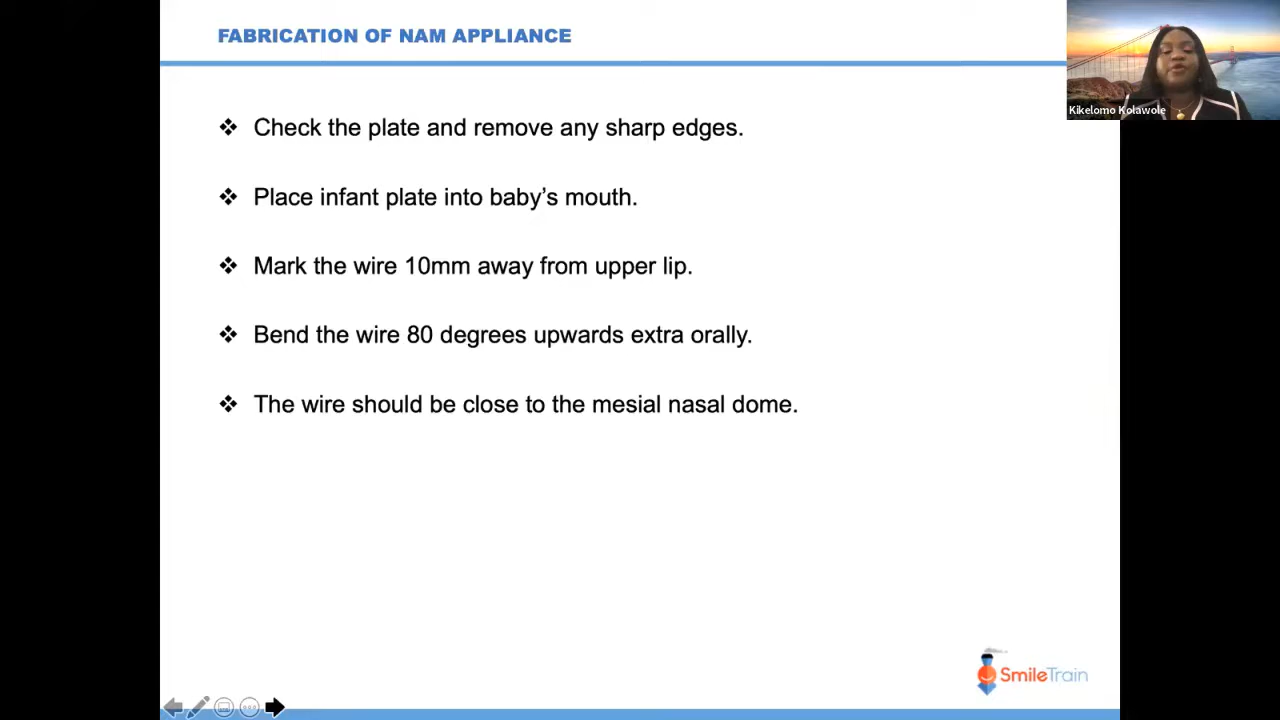 FABRICATION OF NAM APPLIANCE
Kikelomo Kolawole
Check the plate and remove any sharp edges.
Place infant plate into baby’s mouth.
Mark the wire 10mm away from upper lip.
Bend the wire 80 degrees upwards extra orally.
The wire should be close to the mesial nasal dome.
SmileTrain